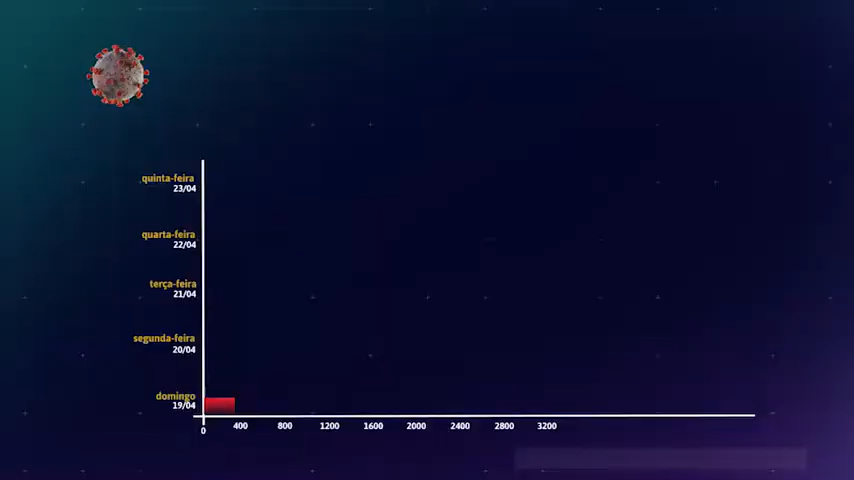 quinta-feira
23/04
quarta-feira
22/04
terça-feira
21/04
segunda-feira
20/04
domingo
19/04
0 400 800 1200 1600 2000 2400 2800 3200